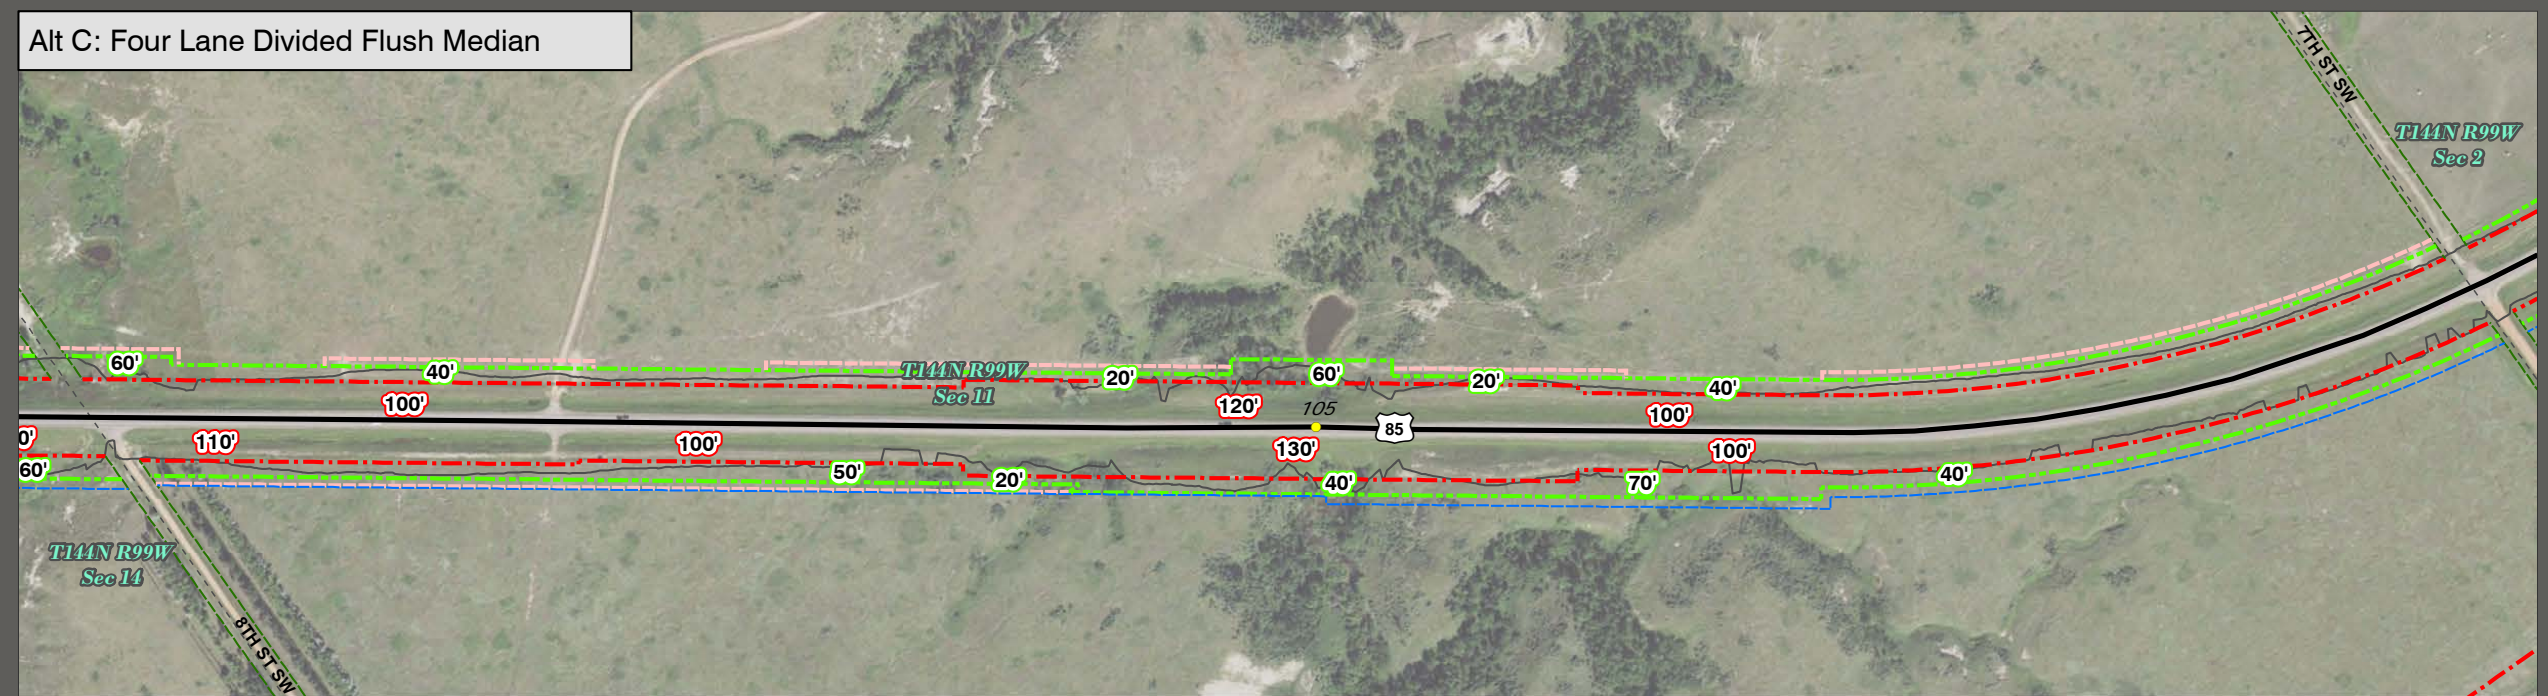 Alt C: Four Lane Divided Flush Median
7TH ST SW
T144N R99W
Sec 2
60'
40'
T144N R99W
Sec 11
20'
60'
20'
40'
100'
120'
105
85
100'
0'
110'
100'
130'
100'
60'
50'
20'
40'
70'
40'
T144N R99W
Sec 14
8TH ST SW